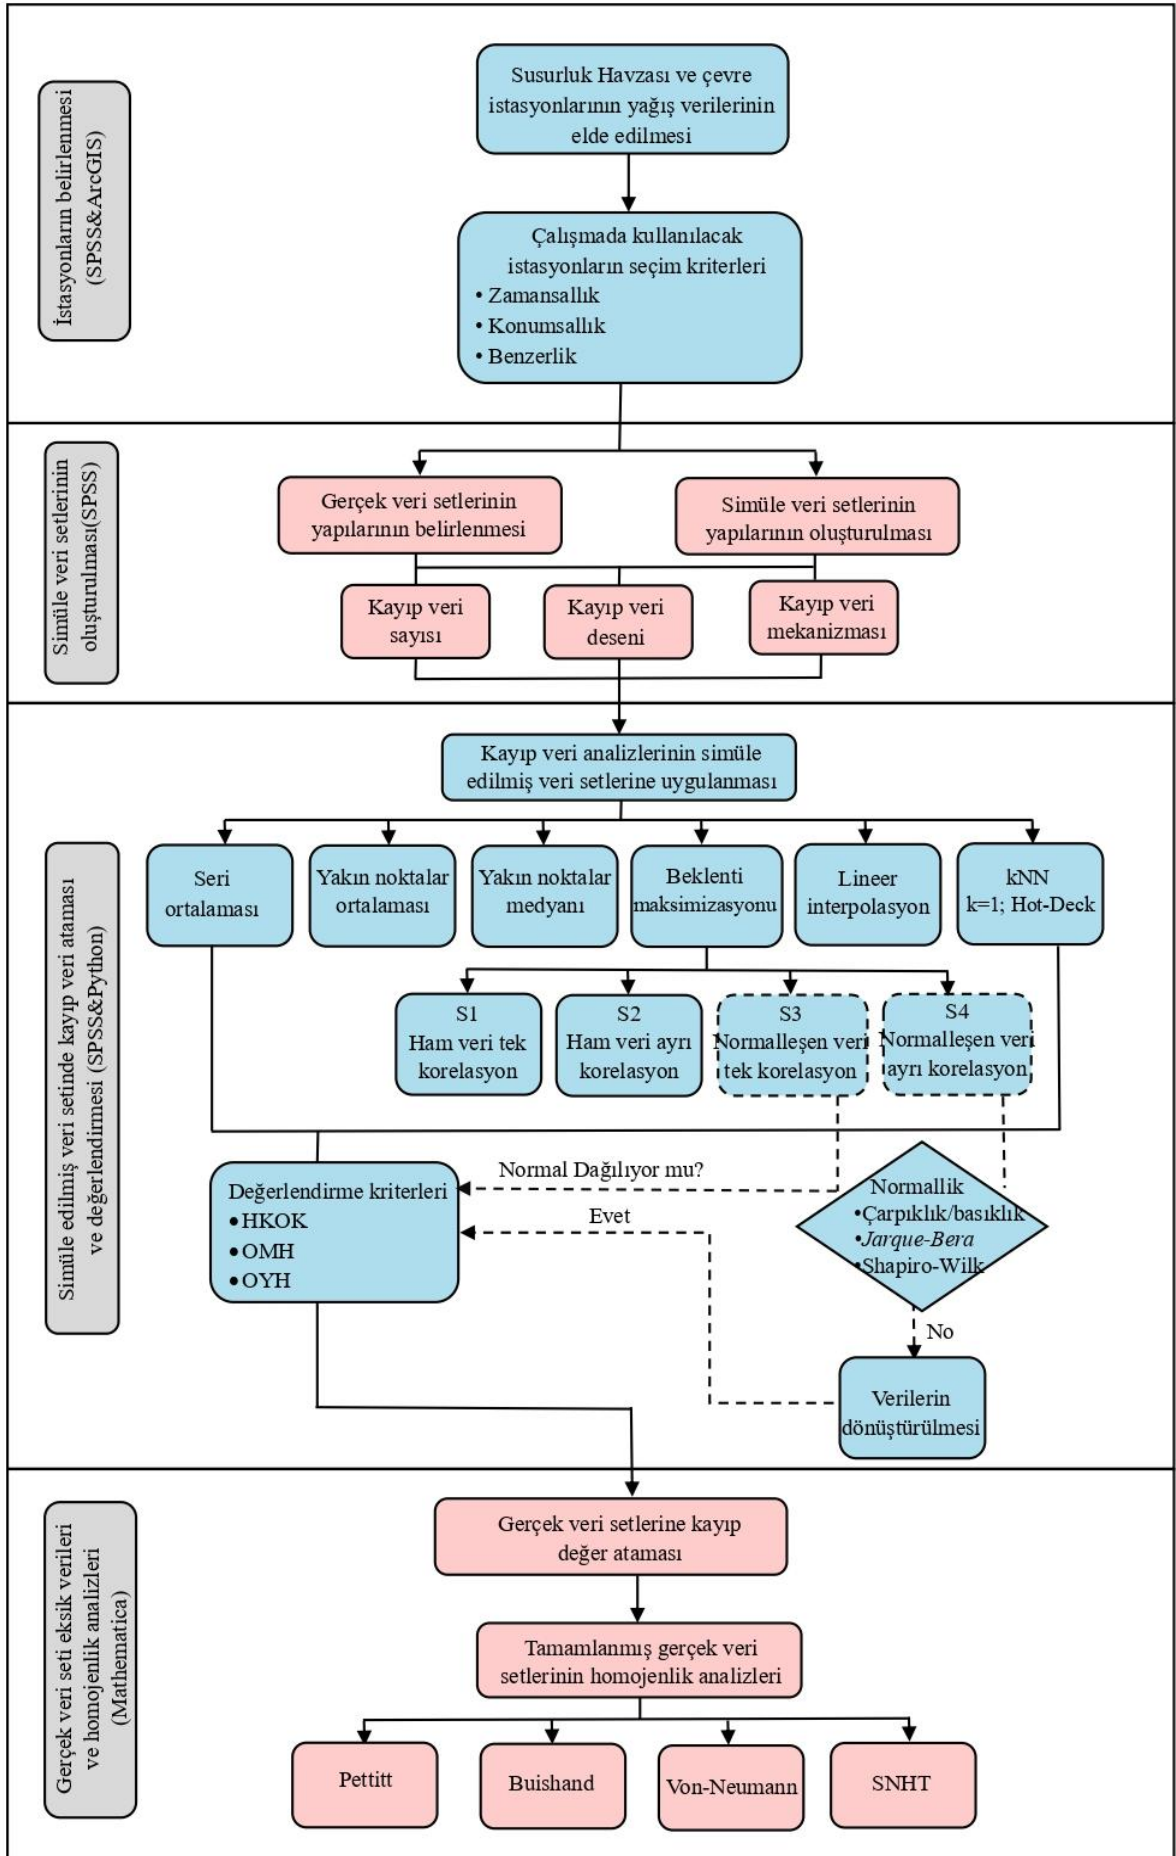 İstasyonların belirlenmesi
(SPSS&ArcGIS)
Susurluk Havzası ve çevre
istasyonlarının yağış verilerinin
elde edilmesi
Çalışmada kullanılacak
istasyonların seçim kriterleri
• Zamansallık
• Konumsallık
• Benzerlik
Simüle veri setlerinin
oluşturulması(SPSS)
Gerçek veri setlerinin
yapılarının belirlenmesi
Simüle veri setlerinin
yapılarının oluşturulması
Kayıp veri
sayısı
Kayıp veri
deseni
Kayıp veri
mekanizması
Simüle edilmiş veri setinde kayıp veri ataması
ve değerlendirmesi (SPSS&Python)
Kayıp veri analizlerinin simüle
edilmiş veri setlerine uygulanması
Seri
ortalaması
Yakın noktalar
ortalaması
Yakın noktalar
medyanı
Beklenti
maksimizasyonu
Lineer
interpolasyon
kNN
k=1; Hot-Deck
S1
Ham veri tek
korelasyon
S2
Ham veri ayrı
korelasyon
S3
Normalleşen veri
tek korelasyon
S4
Normalleşen veri
ayrı korelasyon
Değerlendirme kriterleri
•HKOK
•OMH
•OYH
Normal Dağılıyor mu?
Evet
Normallik
•Çarpıklık/basıklık
•Jarque-Bera
•Shapiro-Wilk
No
Verilerin
dönüştürülmesi
Gerçek veri seti eksik verileri
ve homojenlik analizleri
(Mathematica)
Gerçek veri setlerine kayıp
değer ataması
Tamamlanmış gerçek veri
setlerinin homojenlik analizleri
Pettitt
Buishand
Von-Neumann
SNHT